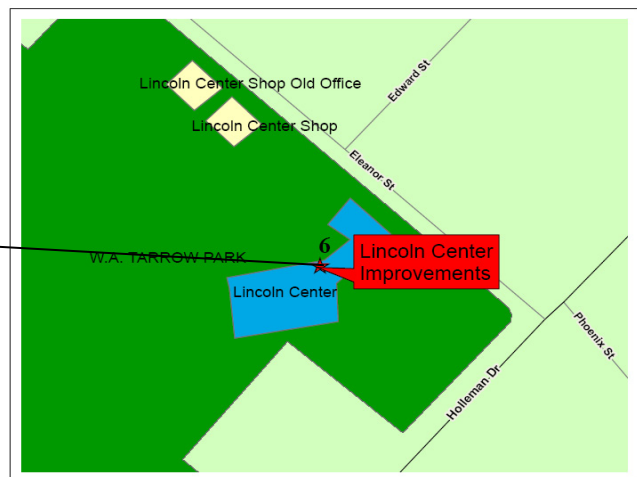 Edward St
Lincoln Center Shop Old Office
Lincoln Center Shop
Eleanor St
6
Lincoln Center
Improvements
W.A. TARROW PARK
Lincoln Center
Phoenix St
Holleman Dr